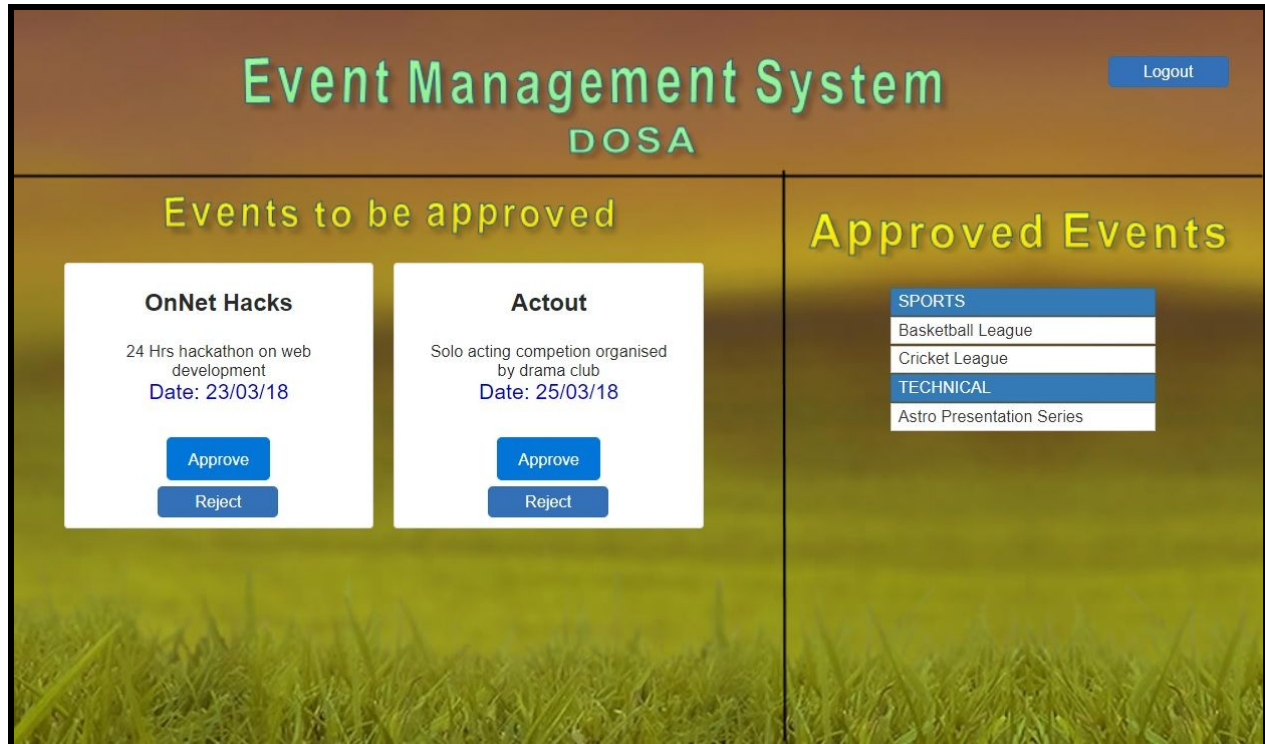 Event Management System
DOSA
Logout
Events to be approved
OnNet Hacks
24 Hrs hackathon on web
development
Date: 23/03/18
Approve
Reject
Actout
Solo acting competion organised
by drama club
Date: 25/03/18
Approve
Reject
Approved Events
SPORTS
Basketball League
Cricket League
TECHNICAL
Astro Presentation Series